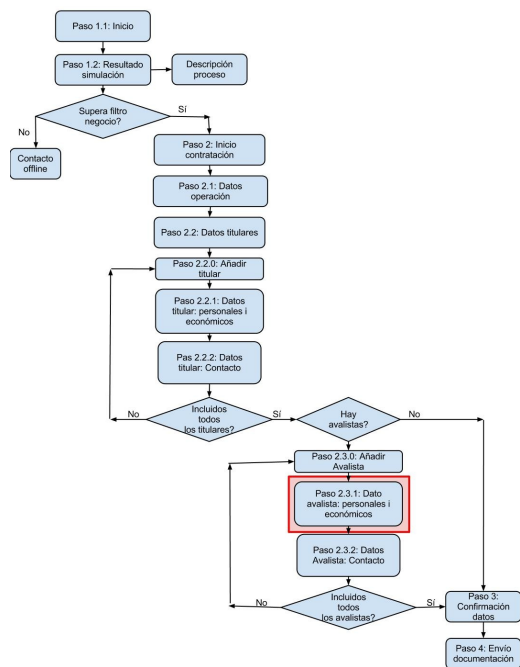 Paso 1.1: Inicio
Paso 1.2: Resultado
simulación
Descripción
proceso
Supera filtro
negocio?
Sí
No
Contacto
offline
Paso 2: Inicio
contratación
Paso 2.1: Datos
operación
Paso 2.2: Datos titulares
Paso 2.2.0: Añadir
titular
Paso 2.2.1: Datos
titular: personales i
económicos
Pas 2.2.2: Datos
titular: Contacto
Incluidos
todos
los titulares?
No
Sí
Hay
avalistas?
No
Paso 2.3.0: Añadir
Avalista
Paso 2.3.1: Dato
avalista: personales i
económicos
Paso 2.3.2: Datos
Avalista: Contacto
Incluidos
todos
los avalistas?
No
Sí
Paso 3:
Confirmación
datos
Paso 4: Envío
documentación